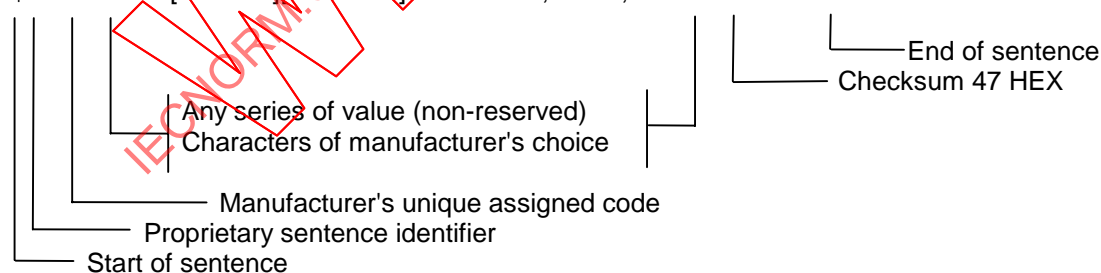 End of sentence
Checksum 47 HEX
Any series of value (non-reserved)
Characters of manufacturer's choice
Manufacturer's unique assigned code
Proprietary sentence identifier
Start of sentence
IECNORM.